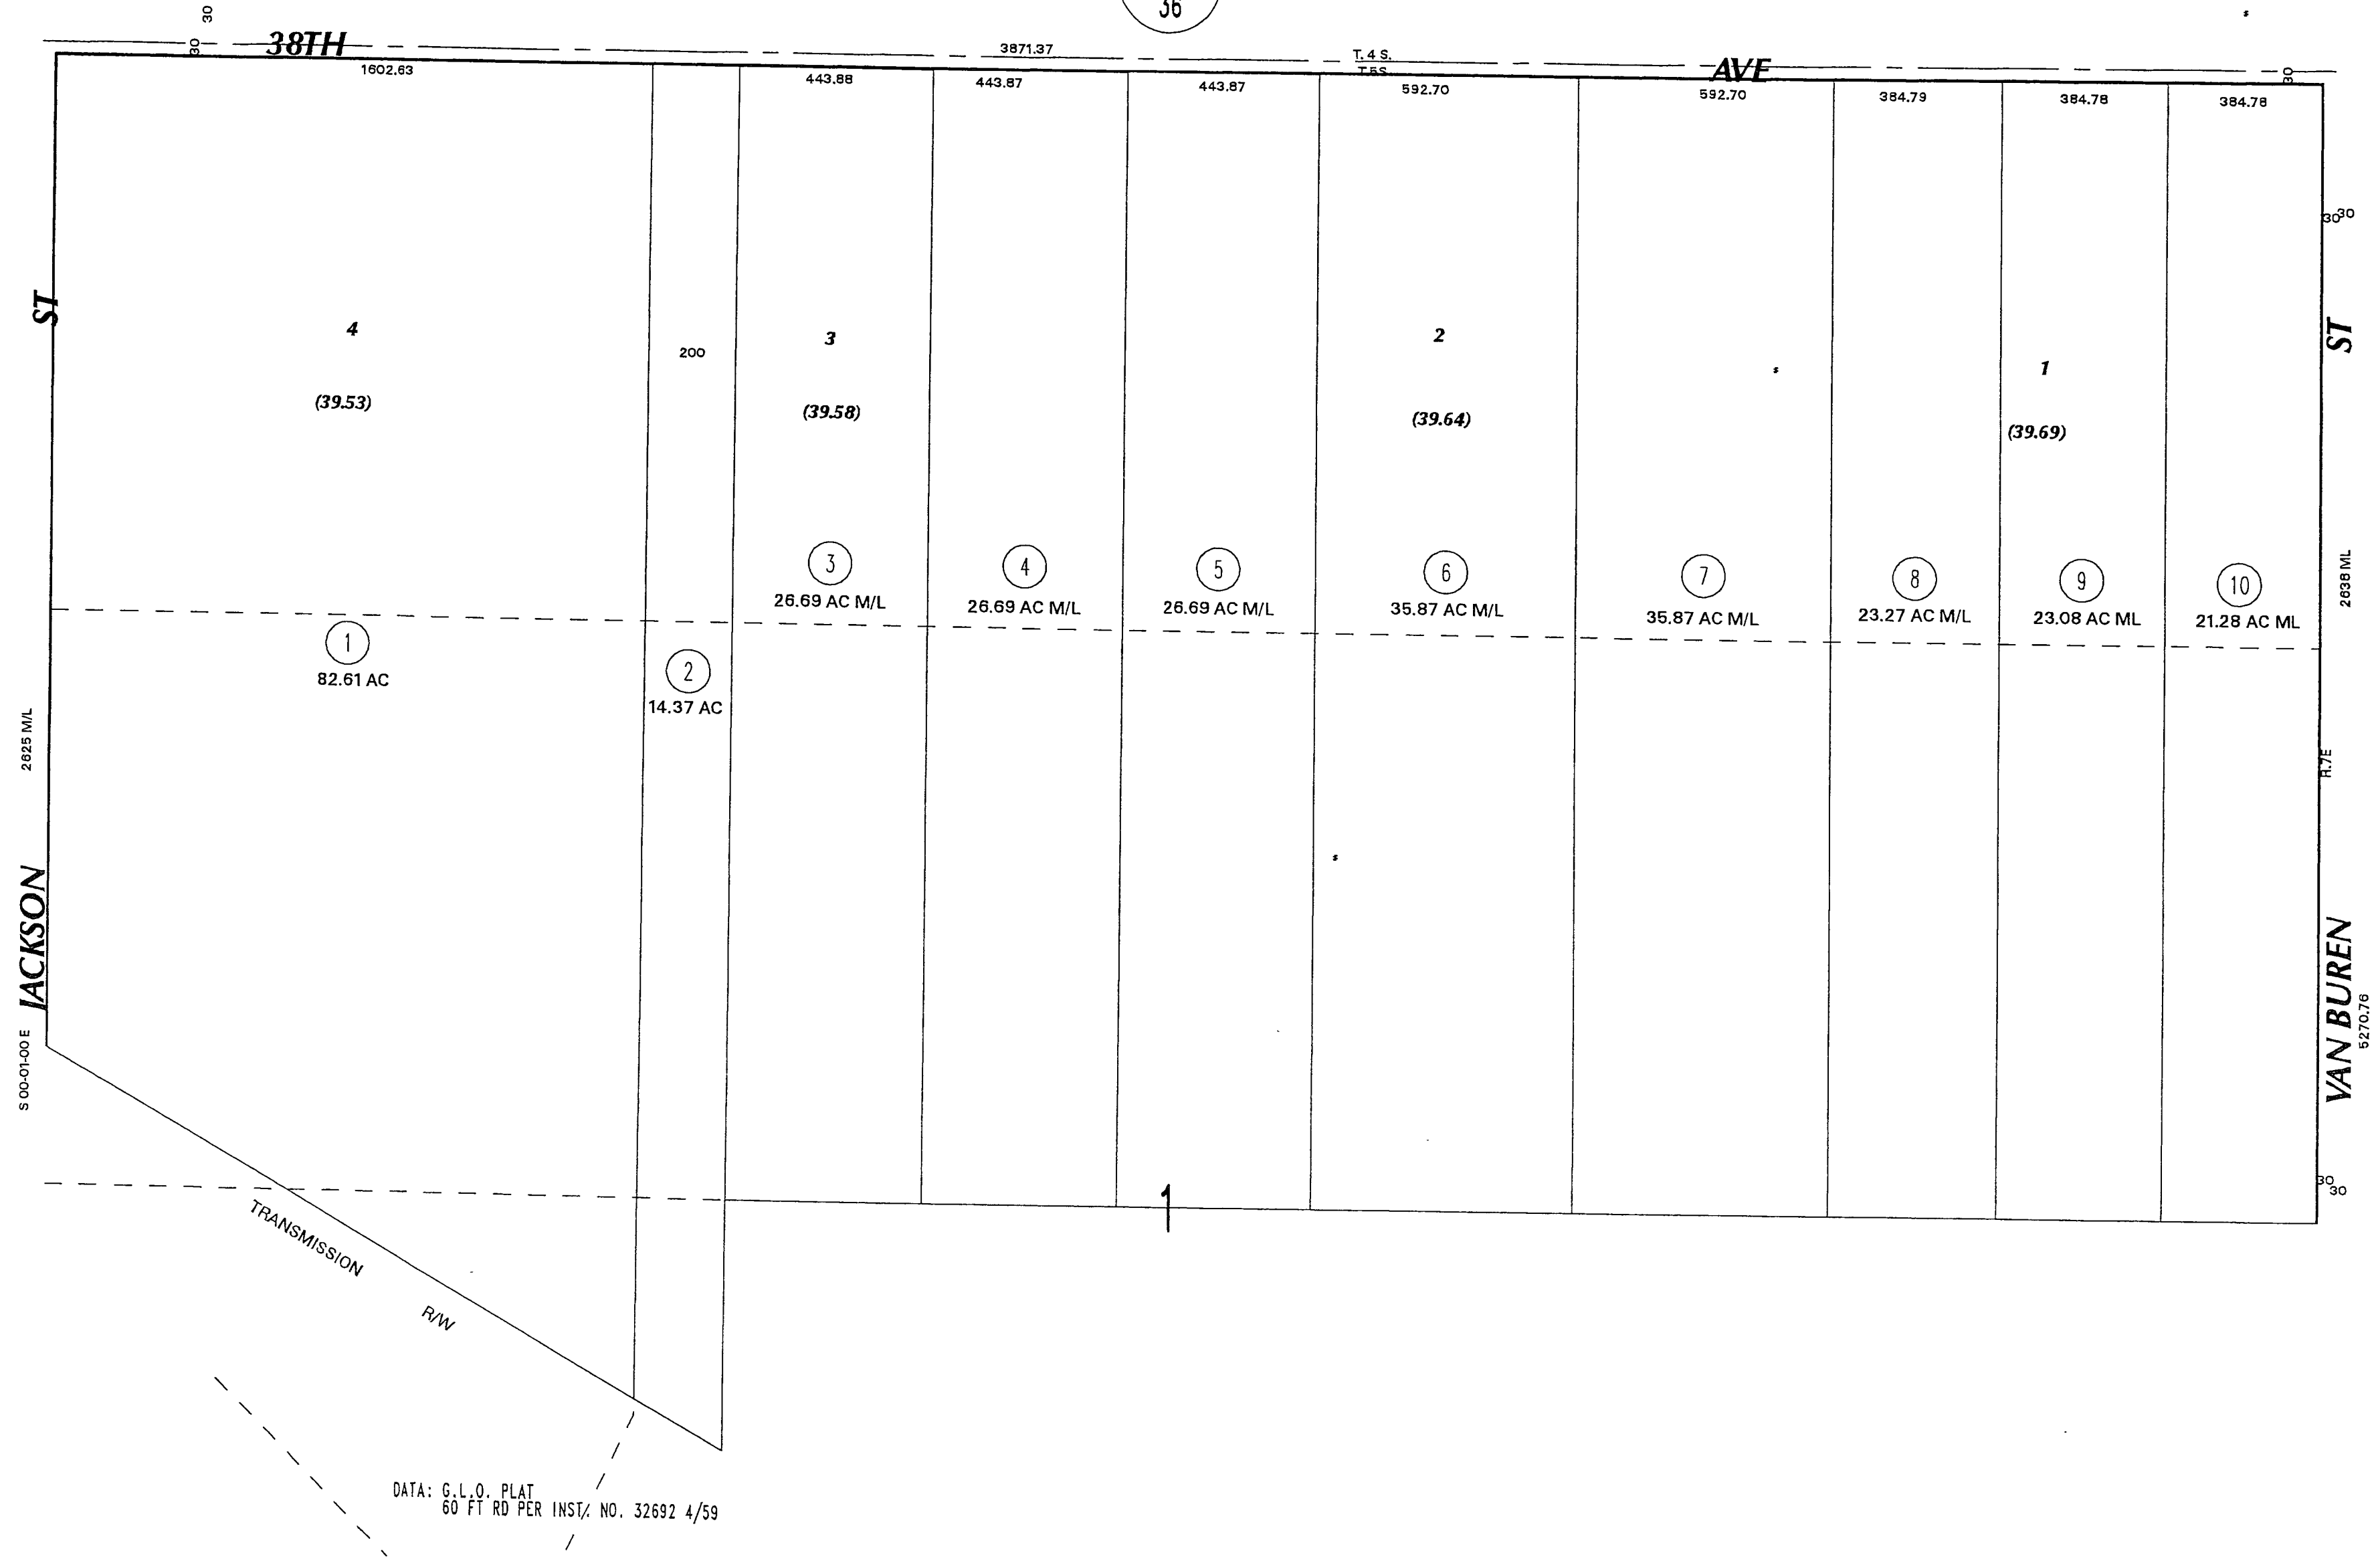 36
30
30
38TH
AVE
3871.37
T. 4 S.
T.5S.
30
1602.63
443.88
443.87
443.87
592.70
592.70
384.79
384.78
384.78
30 30
ST
ST
4
200
3
2
1
(39.53)
(39.58)
(39.64)
(39.69)
3
4
5
6
7
8
9
10
26.69 AC M/L
26.69 AC M/L
26.69 AC M/L
35.87 AC M/L
35.87 AC M/L
23.27 AC M/L
23.08 AC ML
21.28 AC ML
2638 ML
1
82.61 AC
2
14.37 AC
2625 M/L
R.7E
JACKSON
VAN BUREN
5270.76
S 00-01-00 E
30 30
1
TRANSMISSION
R/W
DATA: G.L.O. PLAT
60 FT RD PER INST/. NO. 32692 4/59